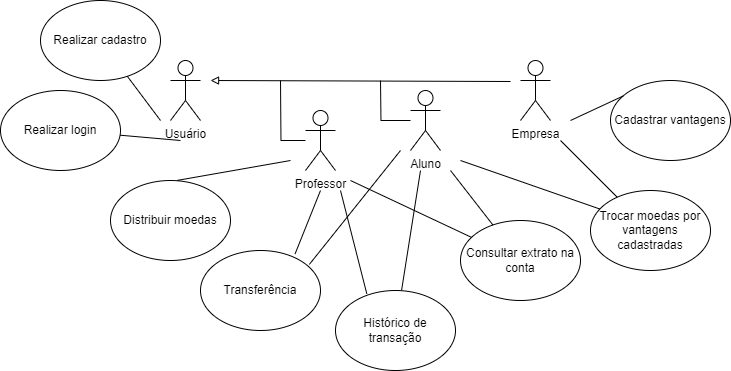 Realizar cadastro
Realizar login
Usuário
Empresa
Cadastrar vantagens
Aluno
Professor
Distribuir moedas
Trocar moedas por
vantagens
cadastradas
Consultar extrato na
conta
Transferência
Histórico de
transação